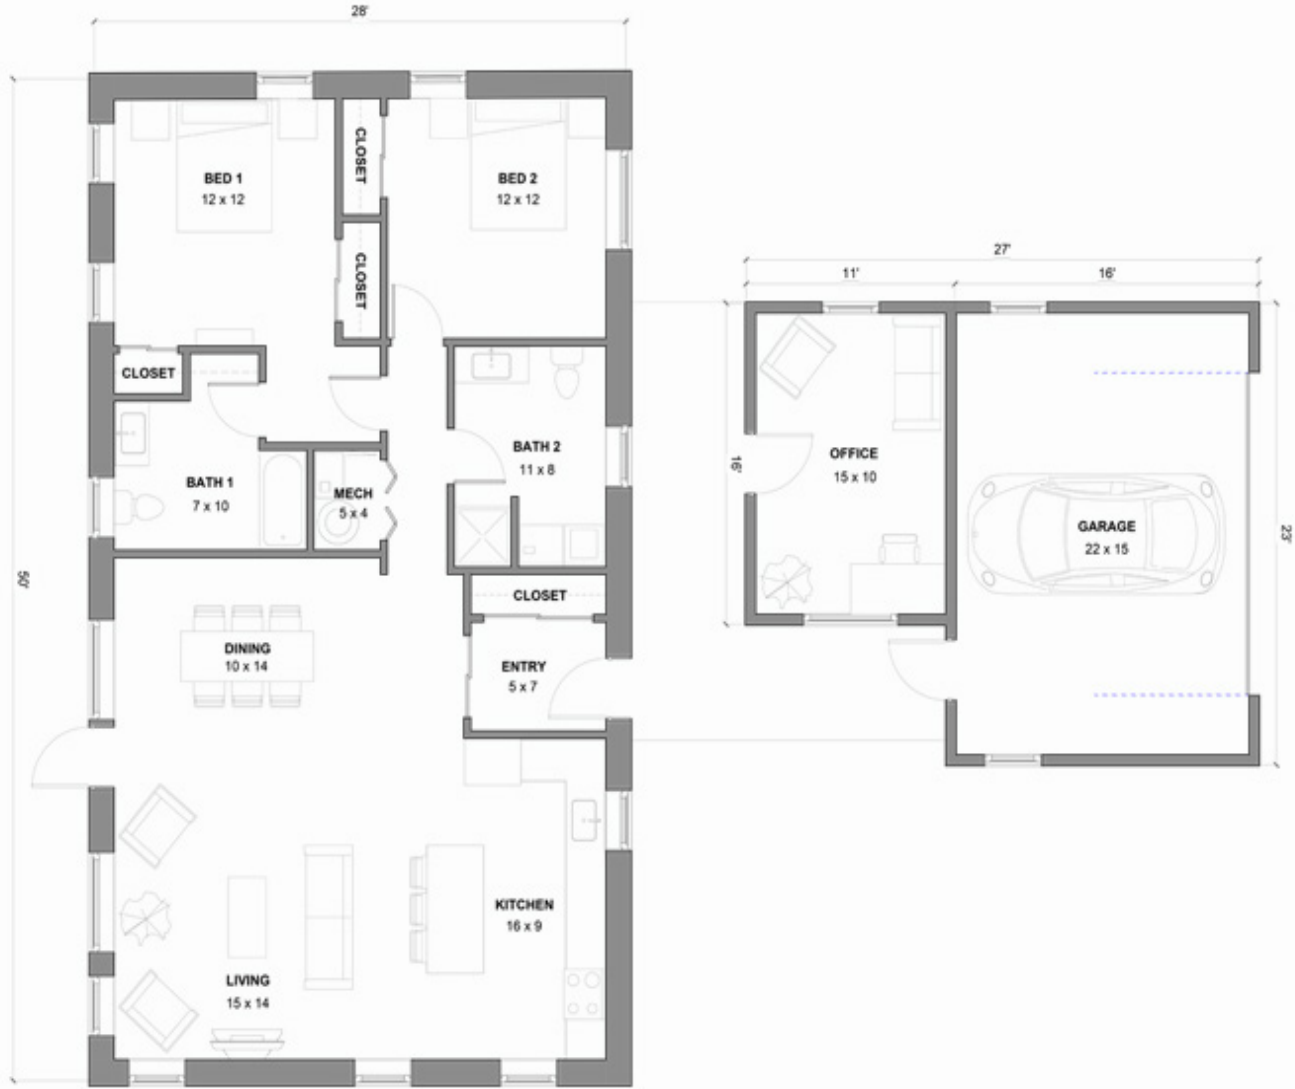 28'
50'
BED 1
12 x 12
CLOSET
BED 2
12 x 12
CLOSET
CLOSET
BATH 1
7 x 10
MECH
5 x 4
BATH 2
11 x 8
CLOSET
ENTRY
5 x 7
DINING
10 x 14
KITCHEN
16 x 9
LIVING
15 x 14
27'
11'
16'
16'
OFFICE
15 x 10
GARAGE
22 x 15
23'